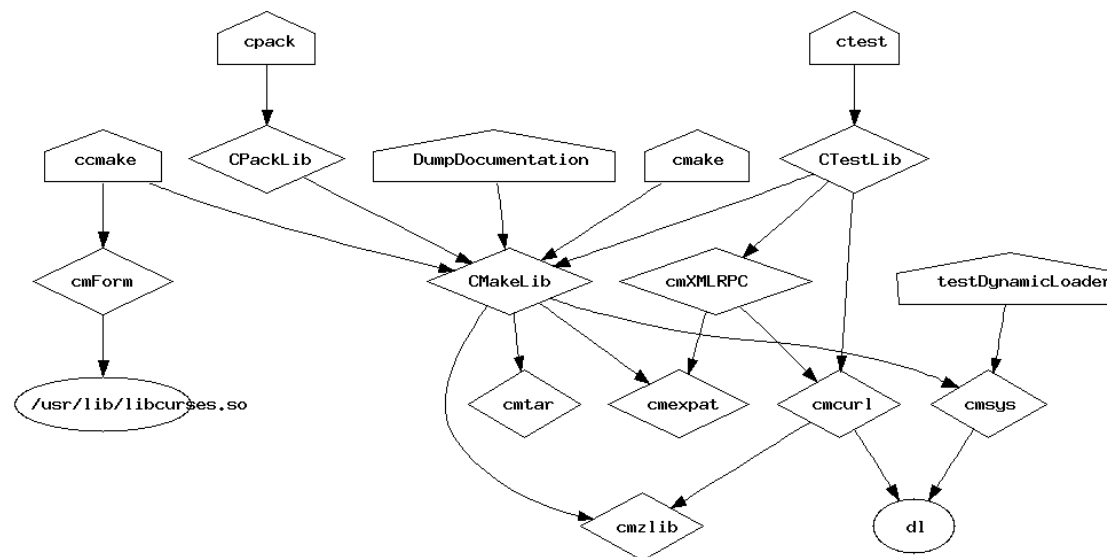 cpack
ctest
ccmake
CPackLib
DumpDocumentation
cmake
CTestLib
cmForm
CMakeLib
cmXMLRPC
testDynamicLoader
/usr/lib/libcurses.so
cmtar
cmexpat
cmcurl
cmsys
cmzlib
dl